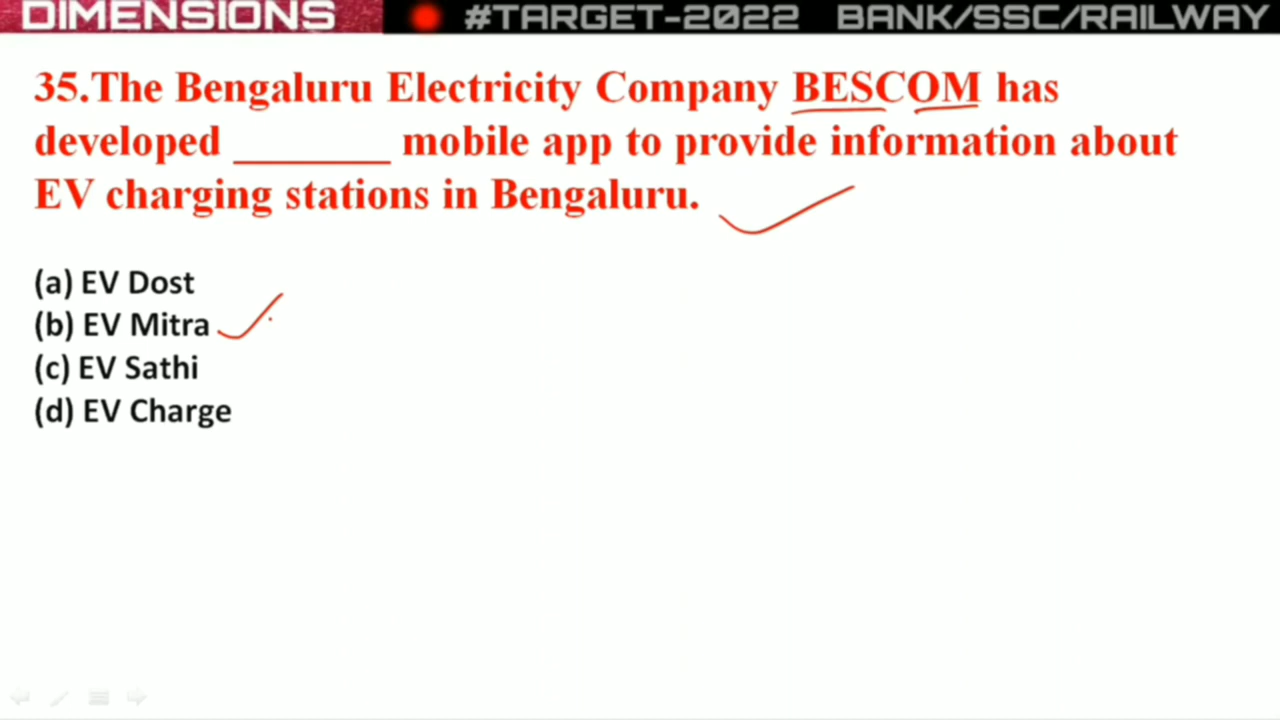 DIMENSIONS #TARGET-2022 BANK/SSC/RAILWAY
35.The Bengaluru Electricity Company BESCOM has
developed ________ mobile app to provide information about
EV charging stations in Bengaluru.
(a) EV Dost
(b) EV Mitra
(c) EV Sathi
(d) EV Charge